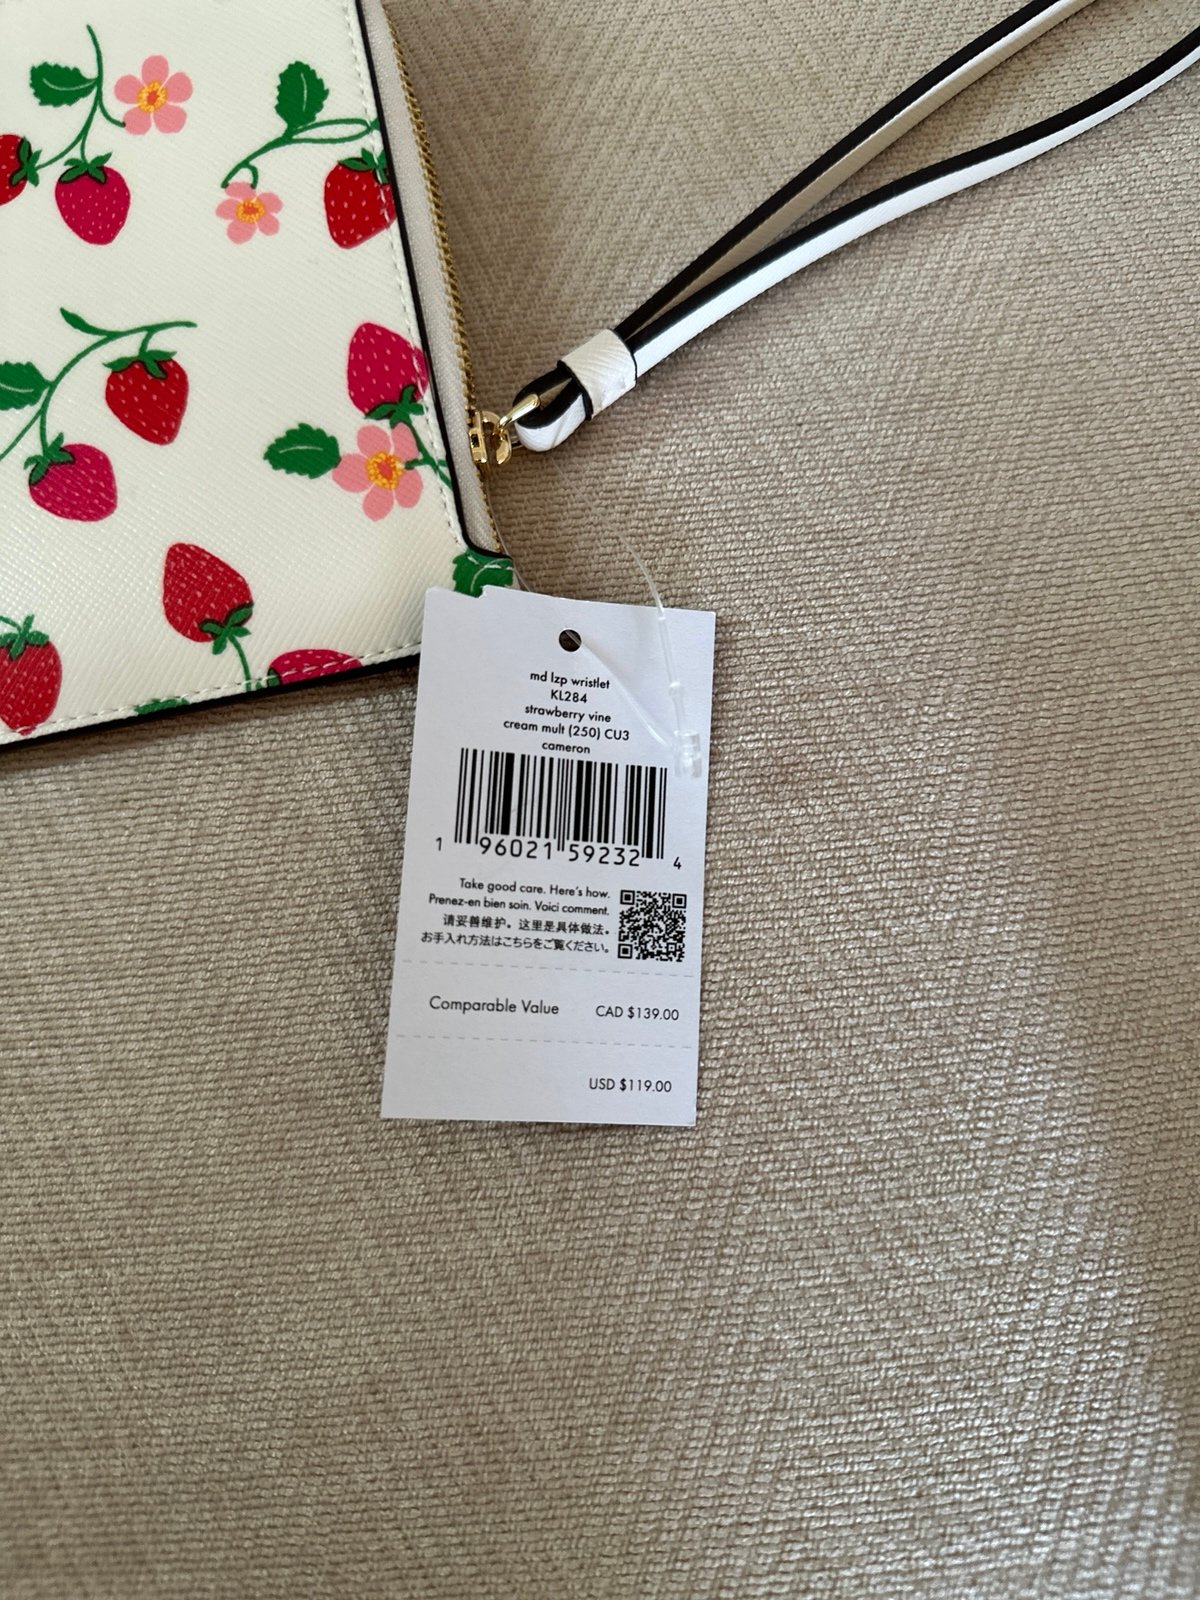 md lzp wristlet
KL284
strawberry vine
cream mult (250) CU3
cameron
1 96021 59232 4
Take good care. Here's how.
Prenez-en bien soin. Voici comment.
请妥善维护。这里是具体做法。
お手入れ方法はこちらをご覧ください。
Comparable Value CAD $139.00
USD $119.00